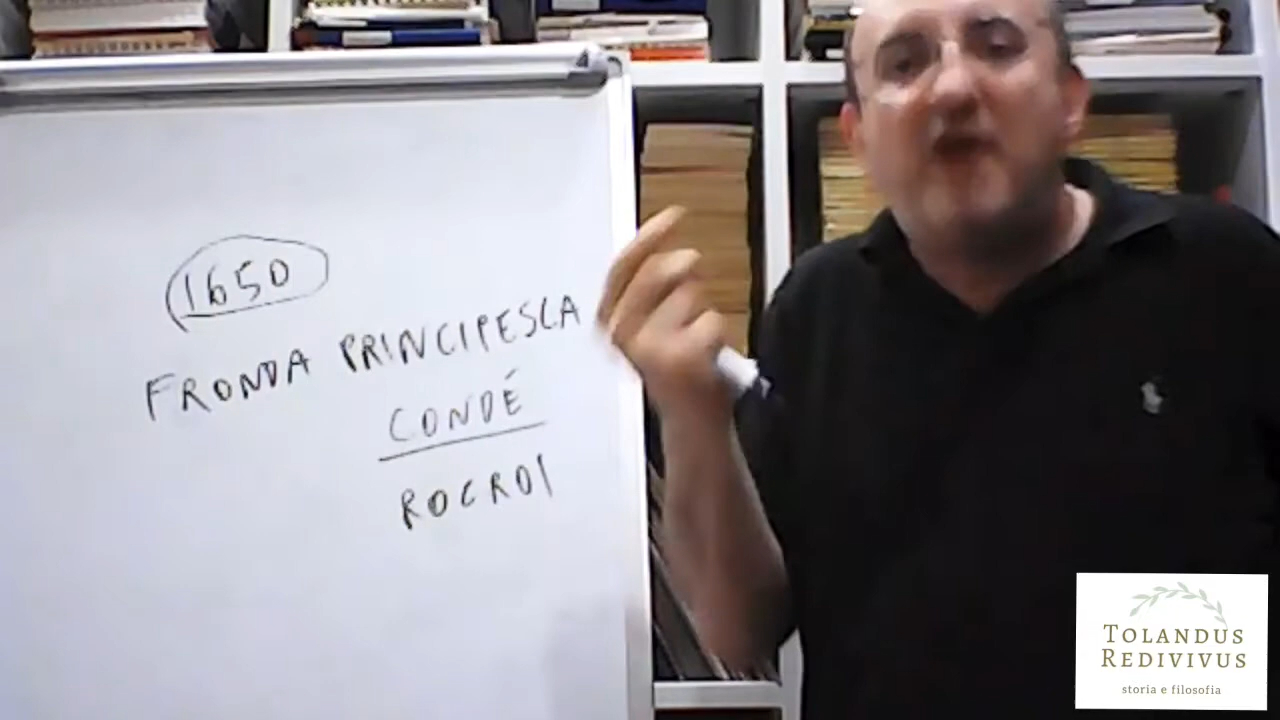 1650
FRONDA PRINCIPESCA
CONDÉ
ROCROI
TOLANDUS
REDIVIVUS
storia e filosofia